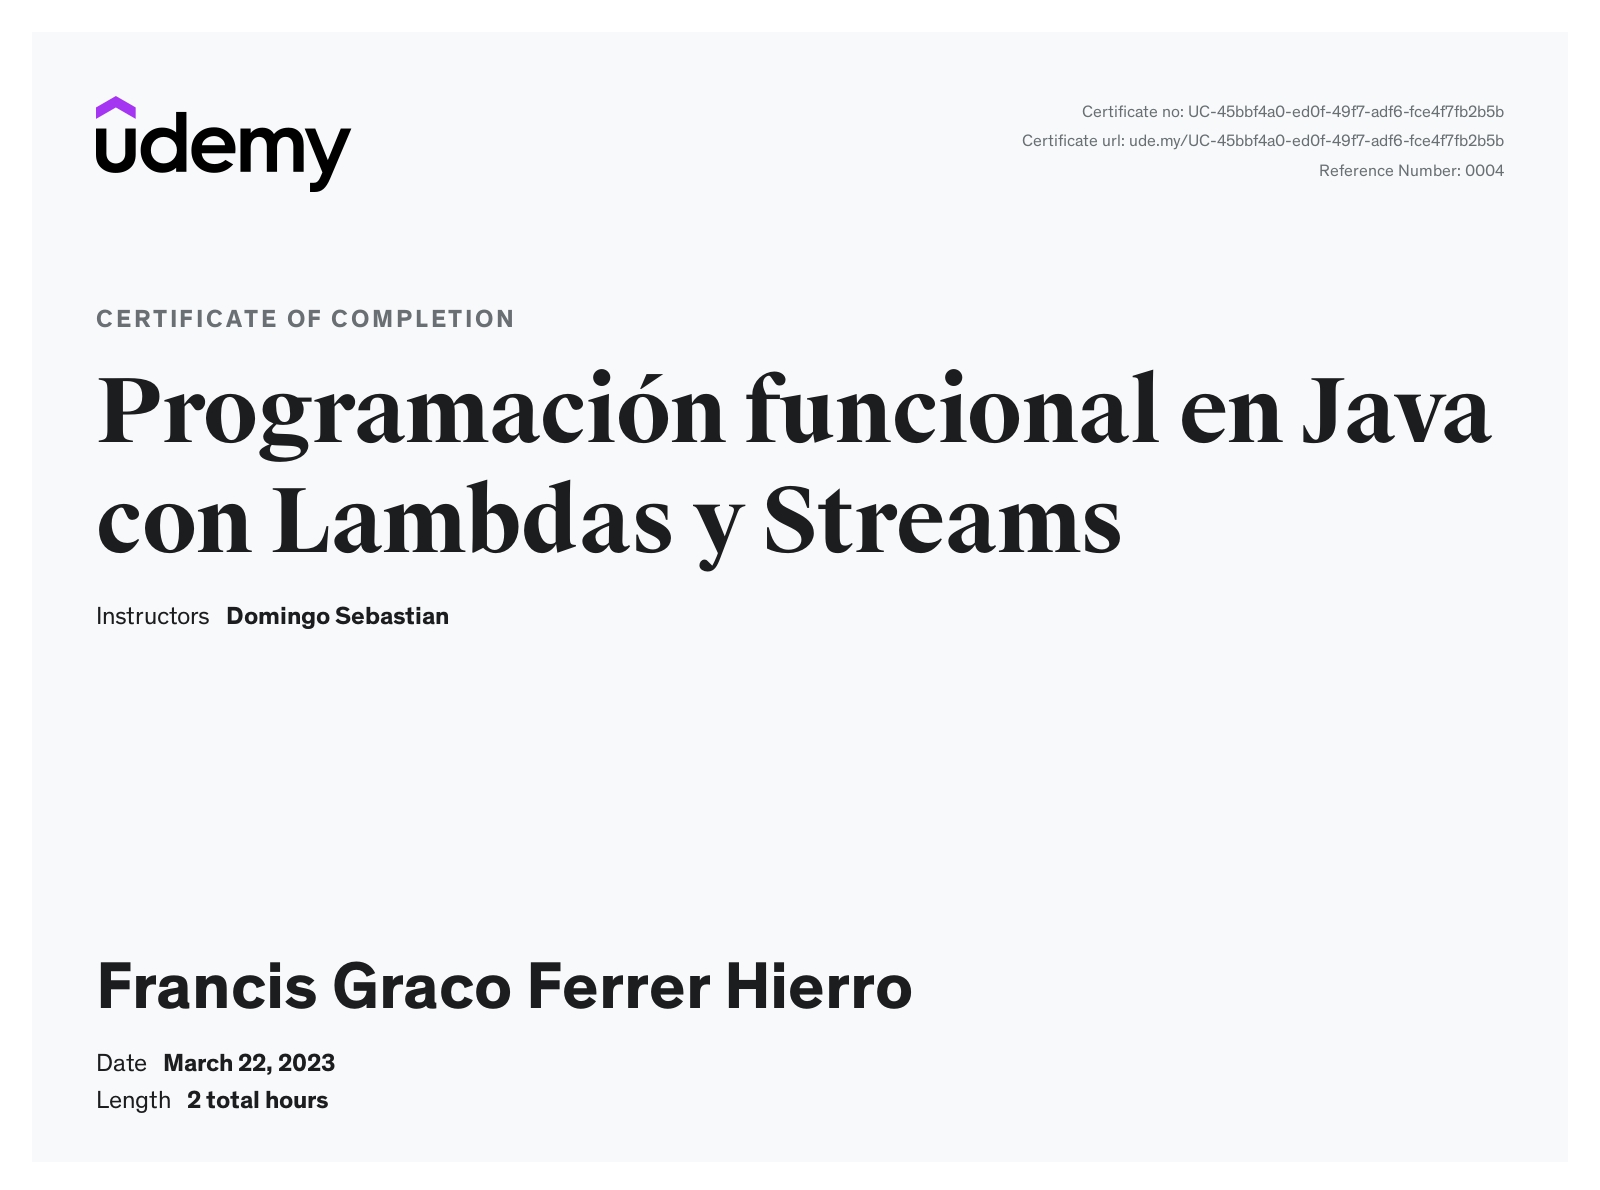 udemy
Certificate no: UC-45bbf4a0-ed0f-49f7-adf6-fce4f7fb2b5b
Certificate url: ude.my/UC-45bbf4a0-ed0f-49f7-adf6-fce4f7fb2b5b
Reference Number: 0004
CERTIFICATE OF COMPLETION
Programación funcional en Java
con Lambdas y Streams
Instructors Domingo Sebastian
Francis Graco Ferrer Hierro
Date March 22, 2023
Length 2 total hours